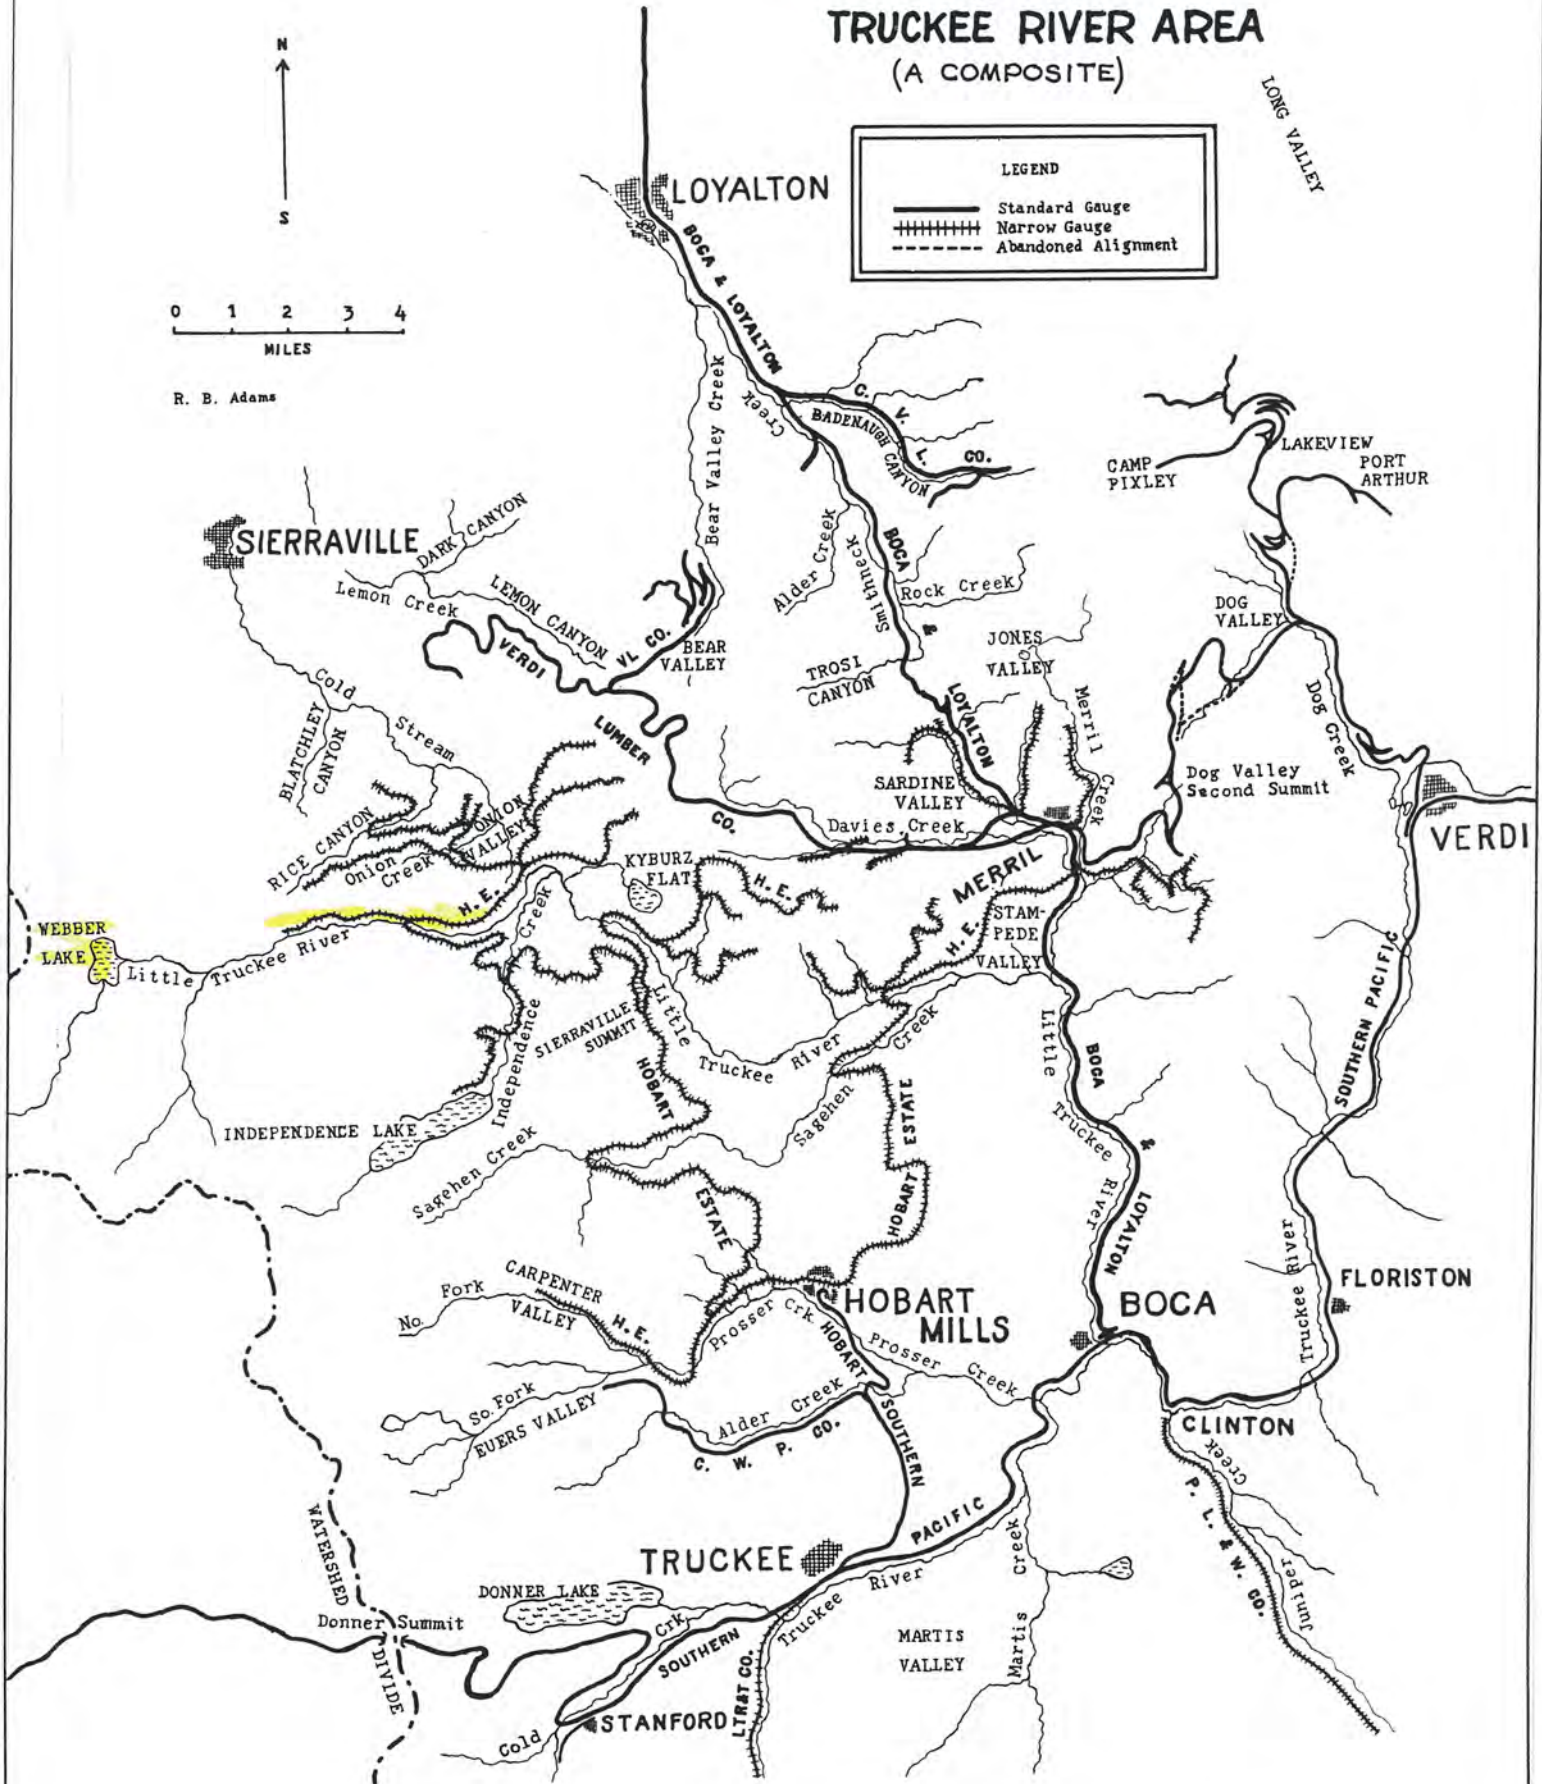 TRUCKEE RIVER AREA
(A COMPOSITE)
N
S
0 1 2 3 4
MILES
R. B. Adams
LEGEND
Standard Gauge
Narrow Gauge
Abandoned Alignment
LONG VALLEY
LOYALTON
BOCA & LOYALTON
Bear Valley Creek
Creek
C. V. L. CO.
BADENAUGH CANYON
LAKEVIEW
CAMP
PIXLEY
PORT
ARTHUR
SIERRAVILLE
DARK CANYON
Lemon Creek
LEMON CANYON
VERDI
VL CO.
BEAR
VALLEY
Alder Creek
Smithneck
BOCA
&
LOYALTON
Rock Creek
JONES
VALLEY
TROSI
CANYON
DOG
VALLEY
Dog Creek
Merril
Creek
Cold
Stream
BLATCHLEY
CANYON
LUMBER
CO.
SARDINE
VALLEY
Davies Creek
Dog Valley
Second Summit
VERDI
RICE CANYON
ONION
VALLEY
Onion
Creek
KYBURZ
FLAT
H.E.
MERRIL
H.E.
STAM-
PEDE
VALLEY
H.E.
WEBBER
LAKE
Little Truckee River
Creek
Independence
SIERRAVILLE
SUMMIT
Little
Truckee River
Creek
Sagehen
Little
Truckee
River
BOCA
&
LOYALTON
SOUTHERN PACIFIC
HOBART
ESTATE
HOBART
ESTATE
INDEPENDENCE LAKE
Sagehen Creek
No. Fork
CARPENTER
VALLEY
H.E.
Prosser Crk
HOBART
MILLS
HOBART
SOUTHERN
Prosser Creek
BOCA
Truckee River
FLORISTON
So. Fork
EUERS VALLEY
Alder Creek
C. W. P. CO.
CLINTON
Creek
Juniper
P. L. & W. CO.
PACIFIC
TRUCKEE
River
Truckee
DONNER LAKE
WATERSHED
DIVIDE
Donner Summit
Crk
SOUTHERN
STANFORD
Cold
LTR&T CO.
MARTIS
VALLEY
Martis
Creek